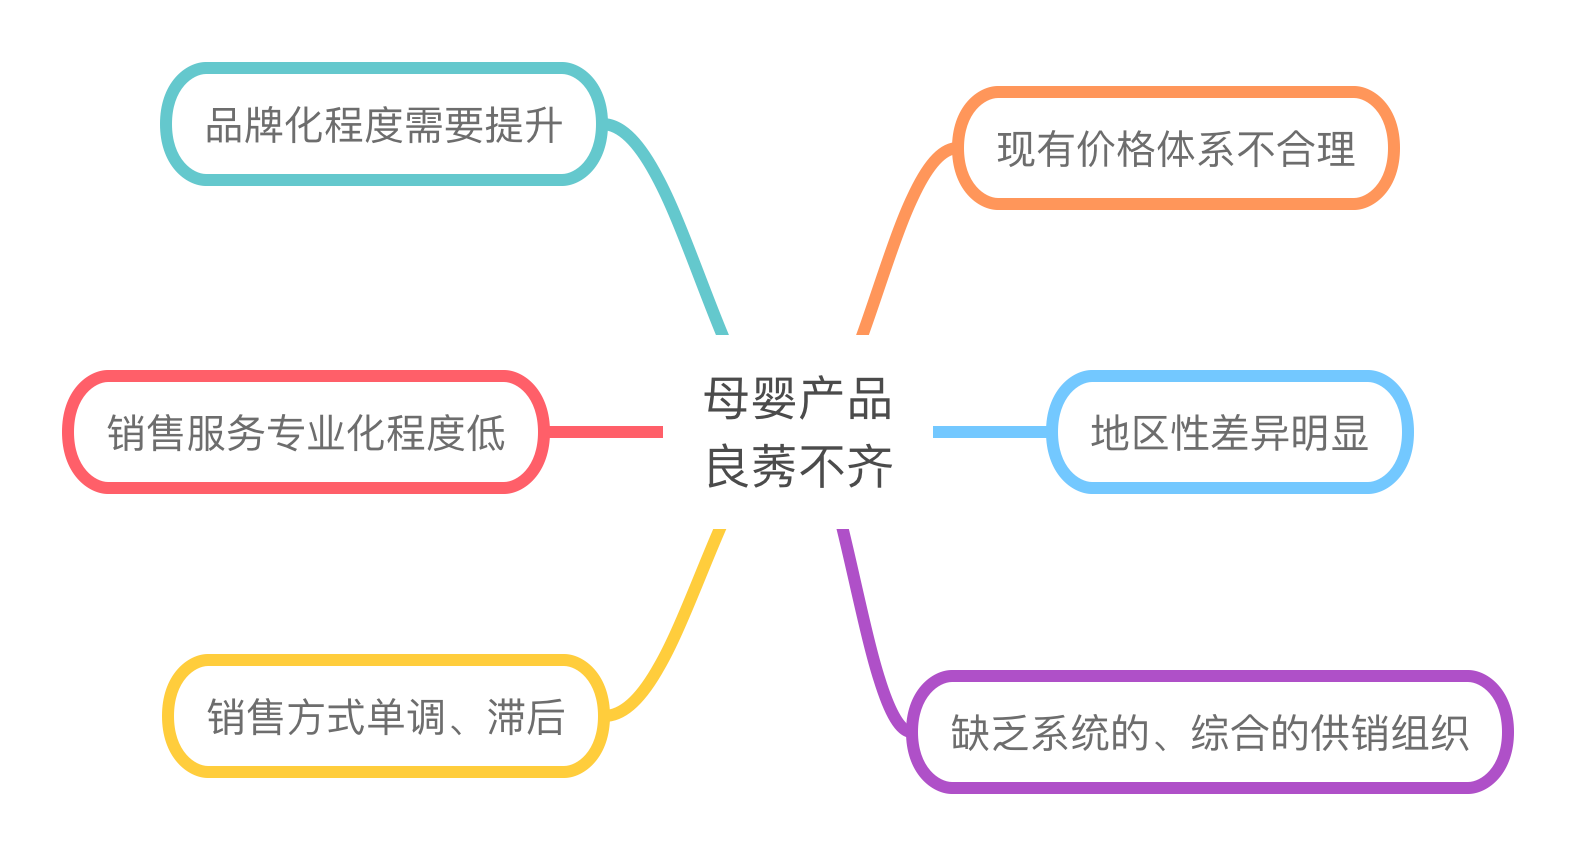 品牌化程度需要提升
现有价格体系不合理
母婴产品
良莠不齐
销售服务专业化程度低
地区性差异明显
销售方式单调、滞后
缺乏系统的、综合的供销组织